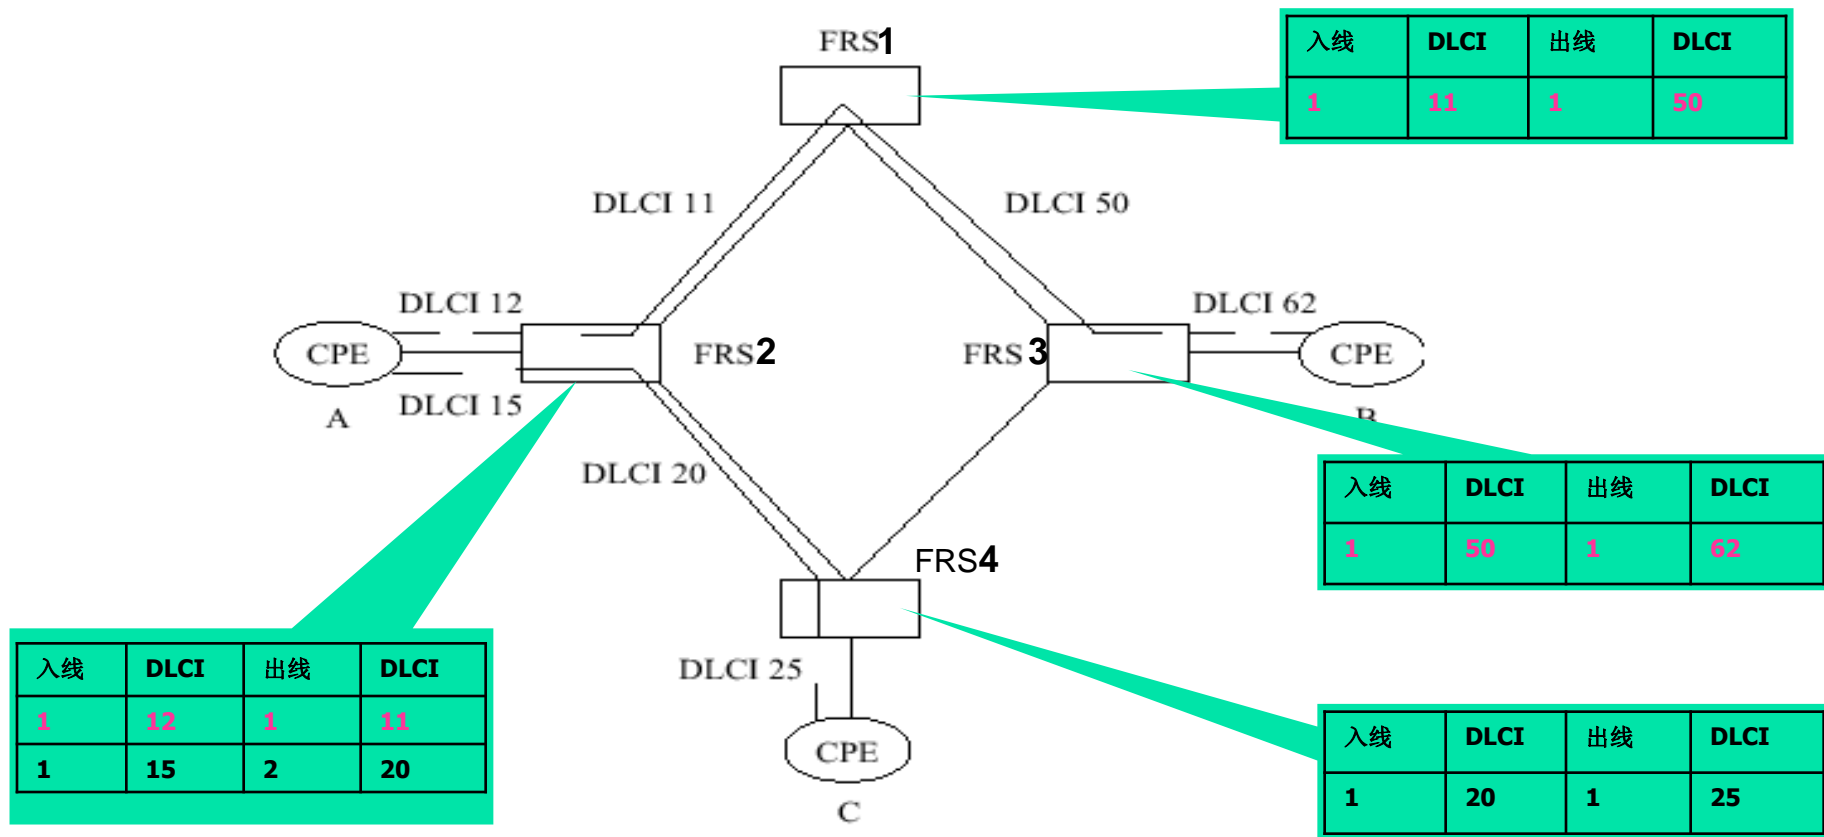 FRS1
入线 DLCI 出线 DLCI
1 11 1 50
DLCI 11
DLCI 50
DLCI 12
DLCI 62
CPE
FRS2
FRS 3
CPE
A
DLCI 15
B
DLCI 20
入线 DLCI 出线 DLCI
1 50 1 62
FRS4
入线 DLCI 出线 DLCI
1 12 1 11
1 15 2 20
DLCI 25
CPE
C
入线 DLCI 出线 DLCI
1 20 1 25